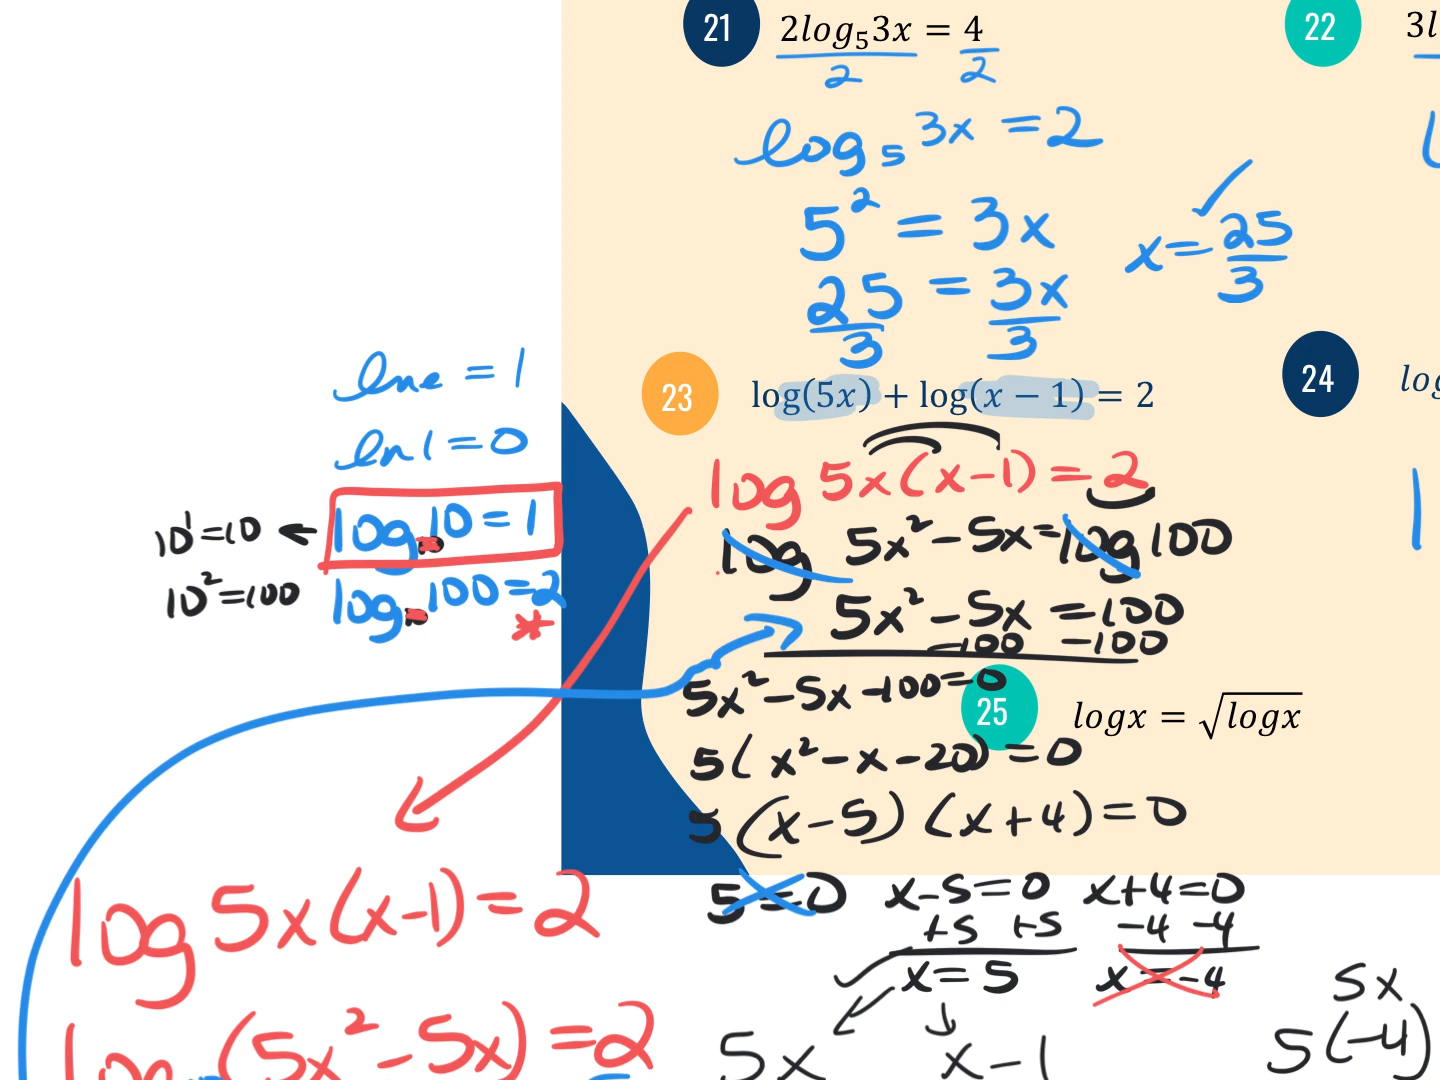 21 2log₅3x = 4
2 2
log₅ 3x = 2
5² = 3x
25 = 3x
3 3
x = 25/3
22 3l
ln e = 1
ln 1 = 0
10¹=10 ← log 10 = 1
10²=100 log 100 = 2
*
23 log(5x) + log(x − 1) = 2
log 5x(x-1) = 2
log 5x² - 5x = log 100
5x² - 5x = 100
-100 -100
5x² - 5x - 100 = 0
5(x² - x - 20) = 0
5(x-5)(x+4) = 0
5 = 0 x-5=0 x+4=0
+5 +5 -4 -4
x = 5 x = -4
5x x-1
5x
5(-4)
24 log
25 logx = √logx
log 5x(x-1) = 2
log (5x² - 5x) = 2